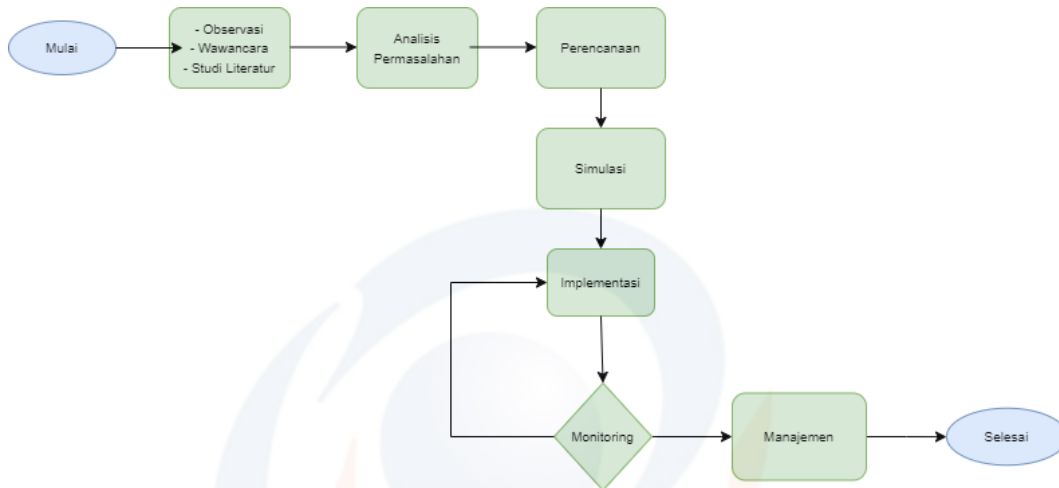 Mulai
- Observasi
- Wawancara
- Studi Literatur
Analisis
Permasalahan
Perencanaan
Simulasi
Implementasi
Monitoring
Manajemen
Selesai